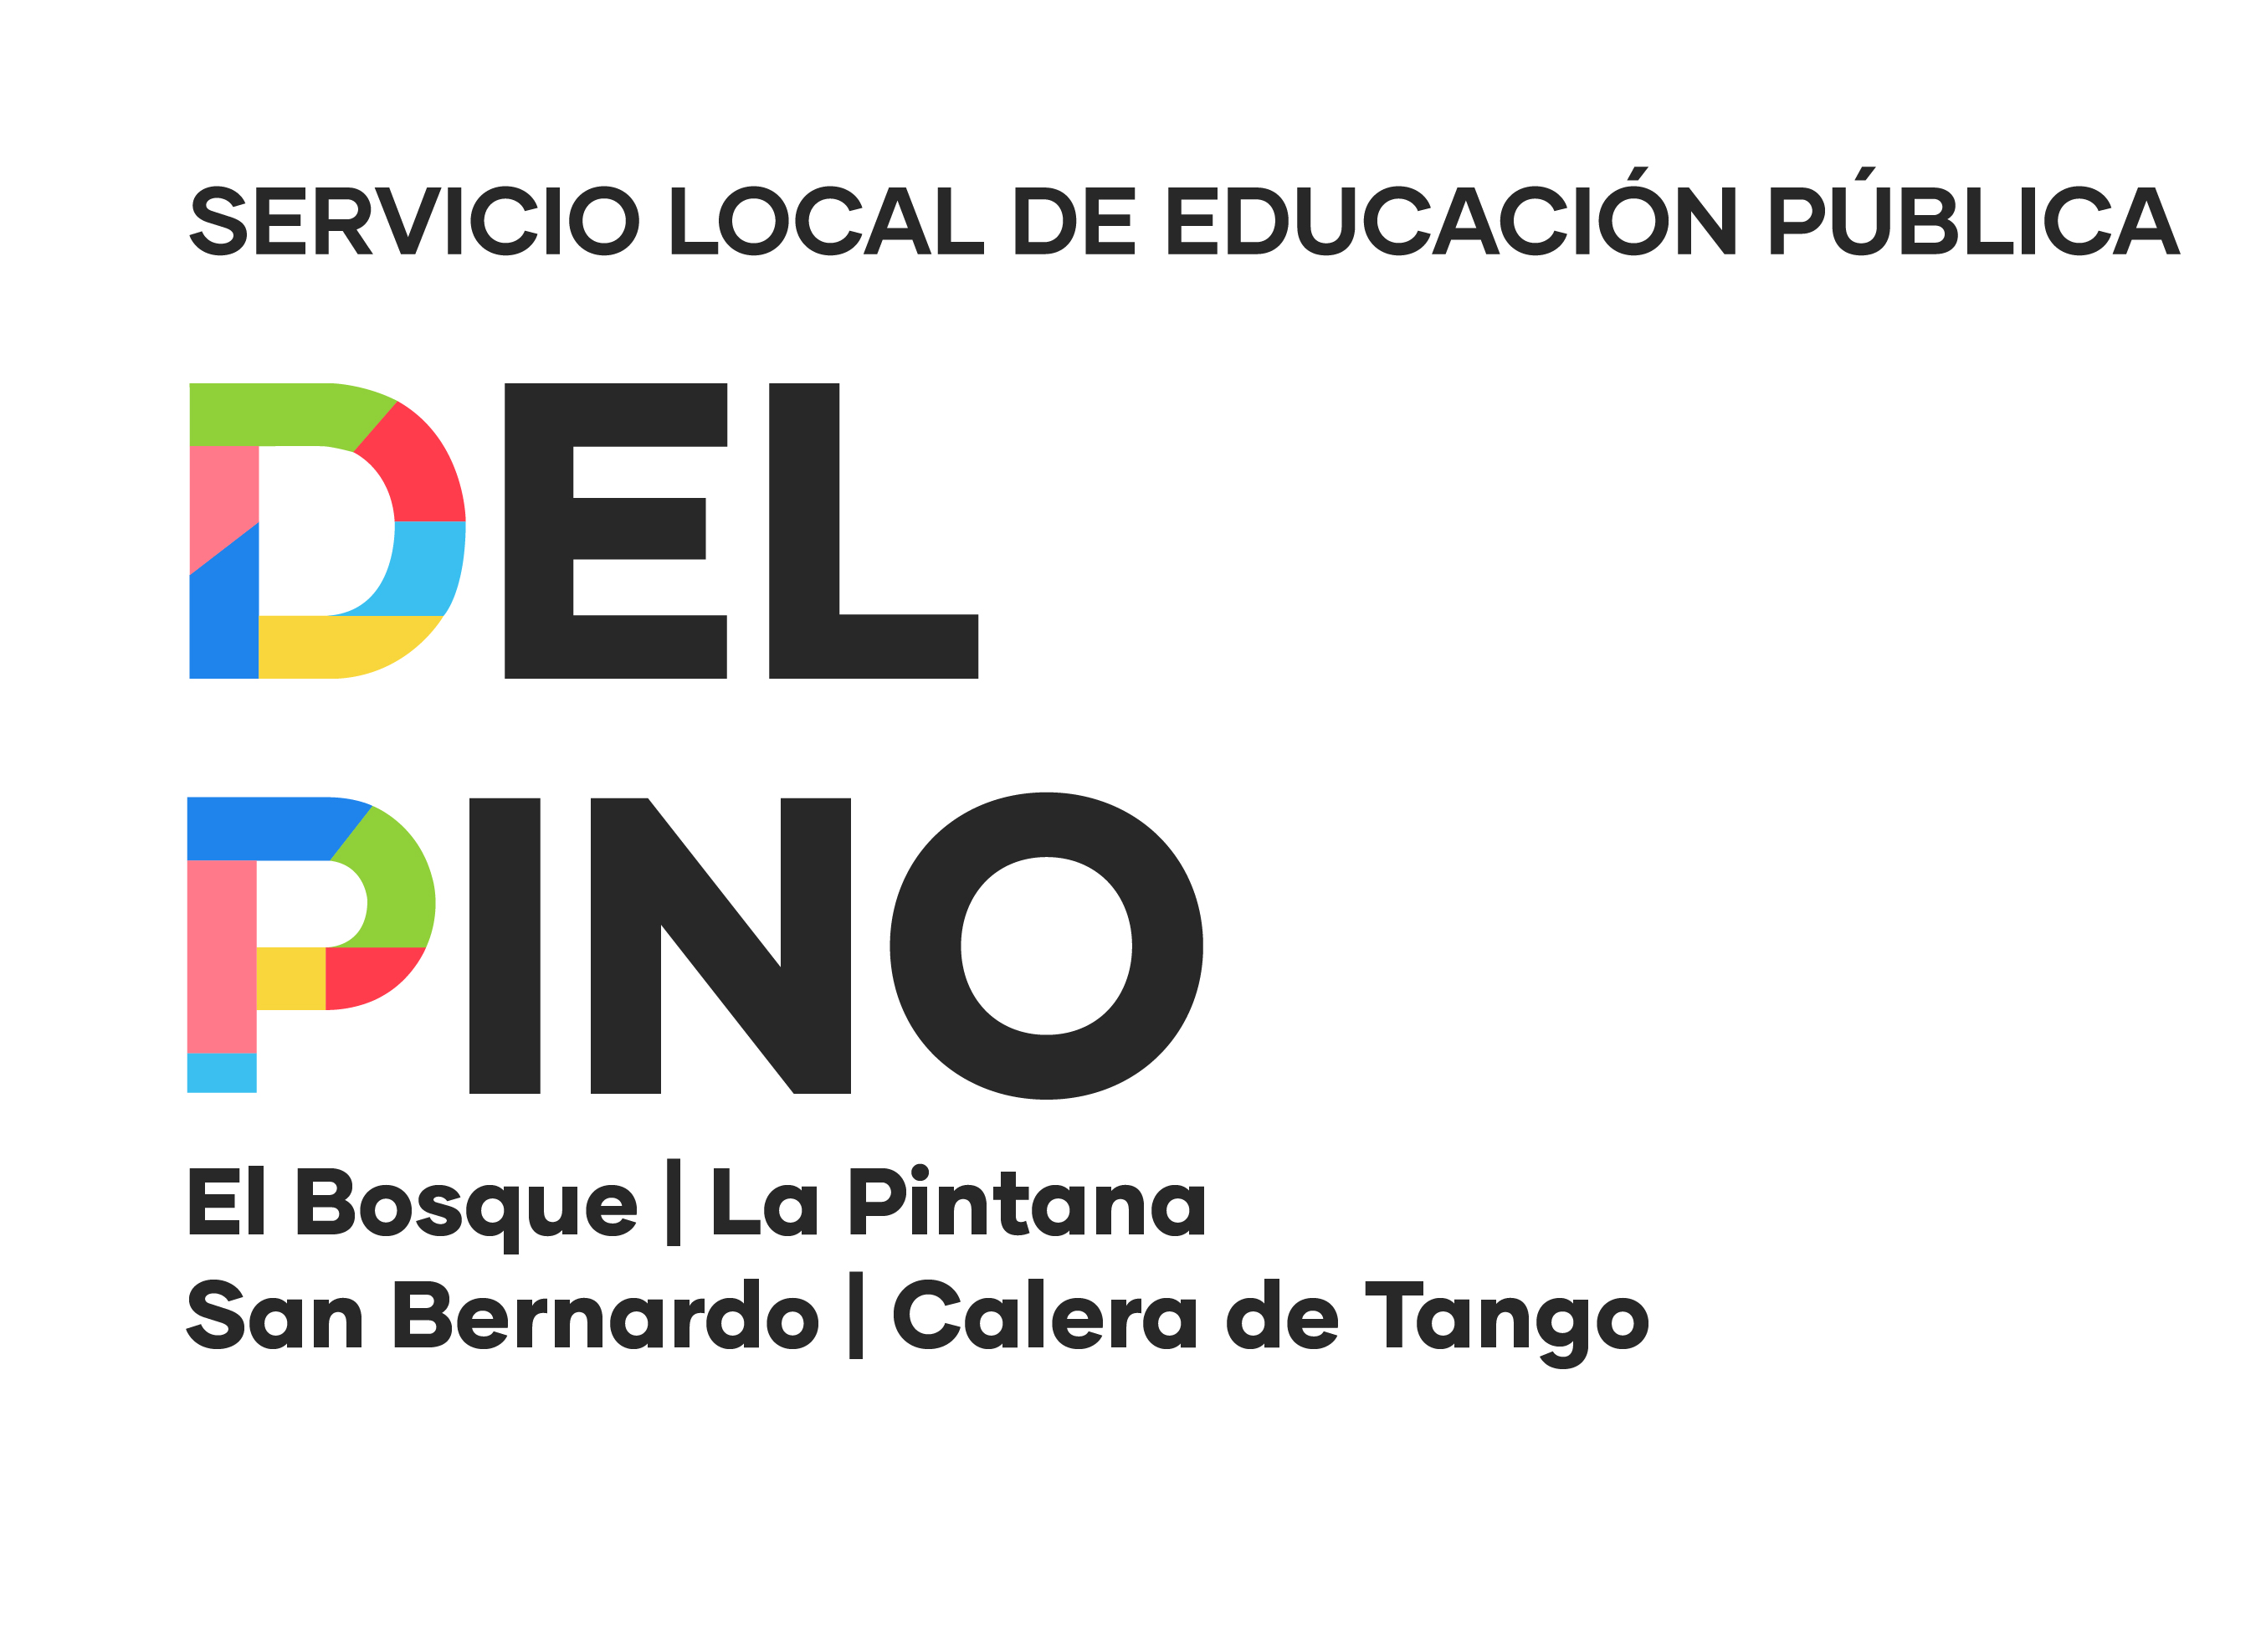 SERVICIO LOCAL DE EDUCACIÓN PÚBLICA
DEL
PINO
El Bosque | La Pintana
San Bernardo | Calera de Tango